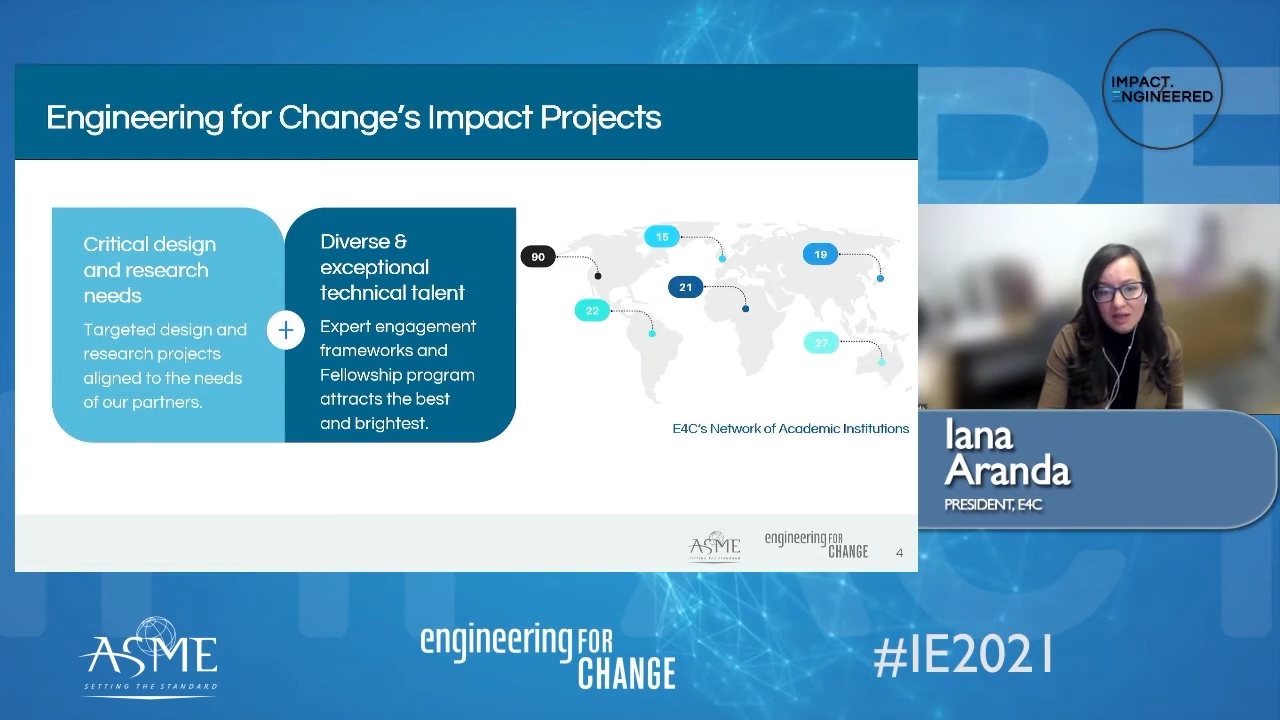 IMPACT.
ENGINEERED
Engineering for Change's Impact Projects
Critical design
and research
needs
Targeted design and
research projects
aligned to the needs
of our partners.
+
Diverse &
exceptional
technical talent
Expert engagement
frameworks and
Fellowship program
attracts the best
and brightest.
90
15
19
21
22
27
E4C's Network of Academic Institutions
ASME
SETTING THE STANDARD
engineering FOR
CHANGE
4
Iana
Aranda
PRESIDENT, E4C
ASME
SETTING THE STANDARD
engineering FOR
CHANGE
#IE2021